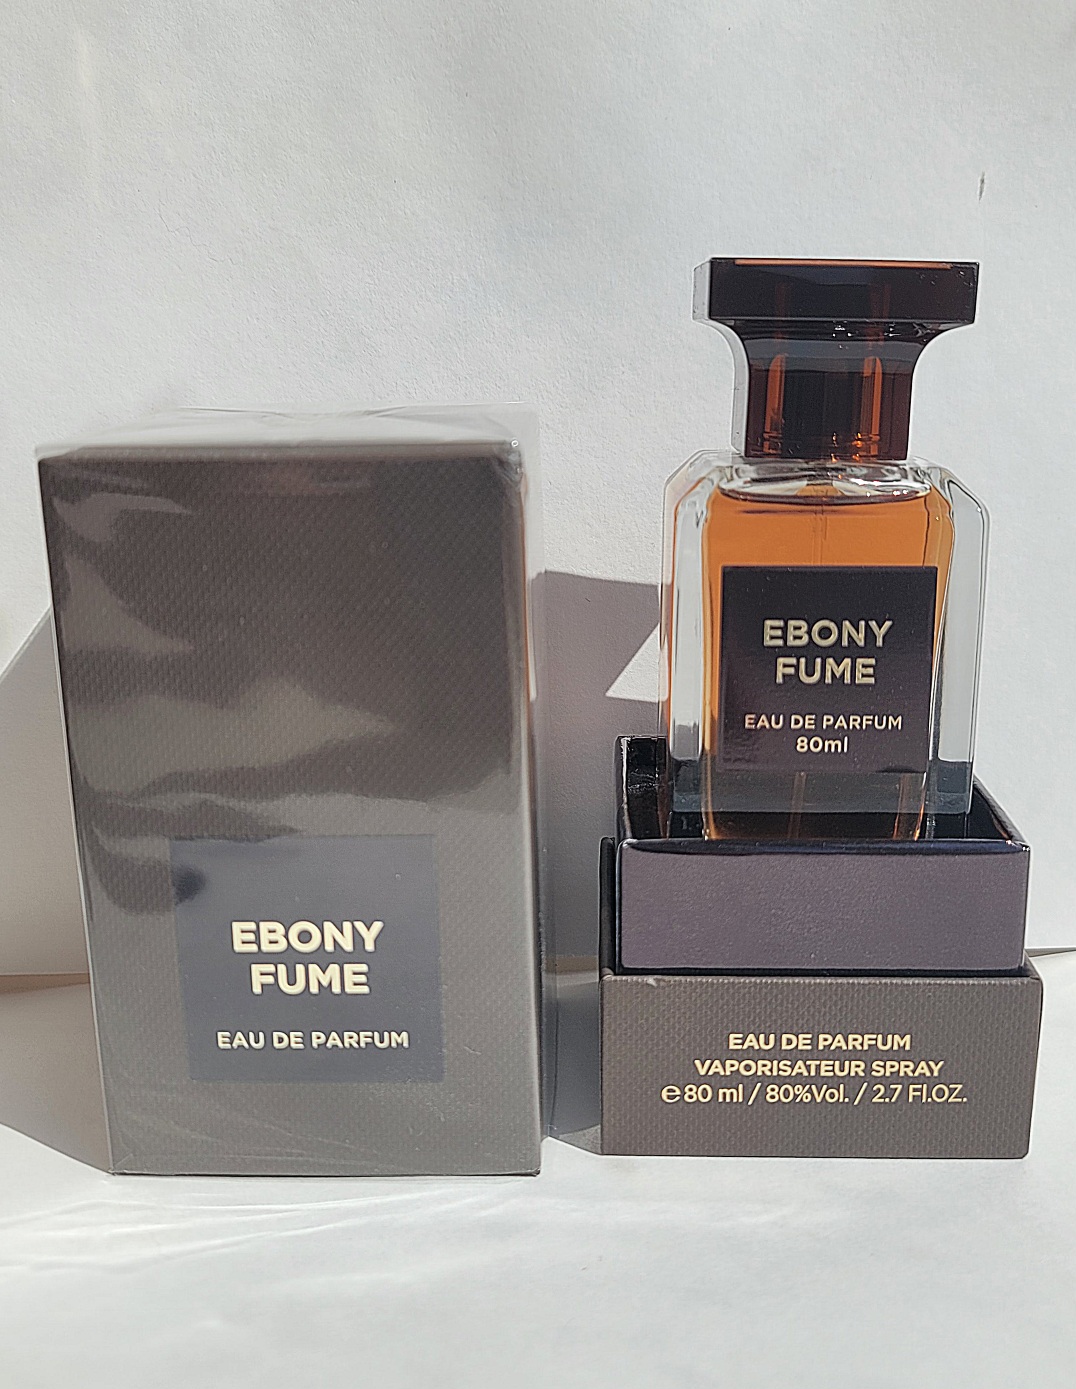 EBONY
FUME
EAU DE PARFUM
EBONY
FUME
EAU DE PARFUM
80ml
EAU DE PARFUM
VAPORISATEUR SPRAY
e80 ml / 80%Vol. / 2.7 Fl.OZ.